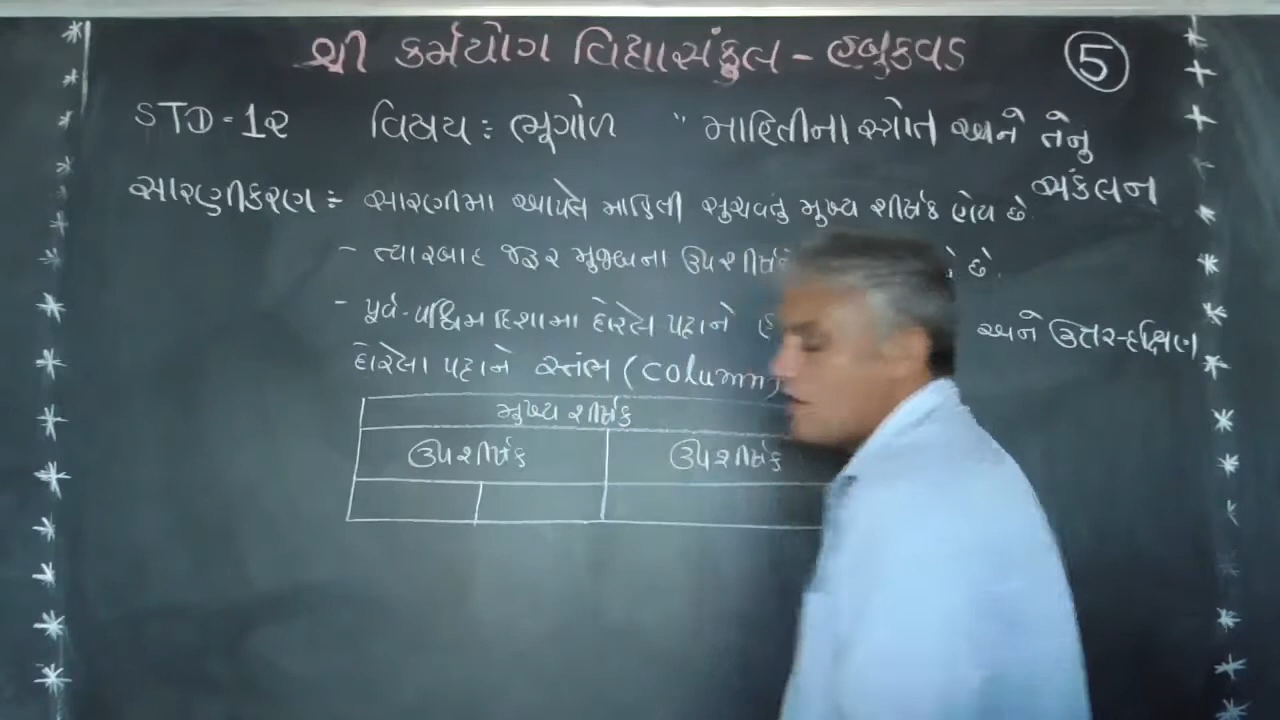 શ્રી કર્મયોગ વિદ્યાસંકુલ - હબુકવડ
5
STD - 12 વિષય : ભૂગોળ " માહિતીના સ્ત્રોત અને તેનુ
સંકલન
સારણીકરણ :- સારણીમા આપેલ માહિતી સુચવતું મુખ્ય શીર્ષક હોય છે
- ત્યારબાદ જરૂર મુજબના ઉપશીર્ષક છે.
- પૂર્વ-પશ્ચિમ દિશામા દોરેલ પટ્ટાને અને ઉત્તર-દક્ષિણ
દોરેલા પટ્ટાને સ્તંભ (column)
મુખ્ય શીર્ષક
ઉપશીર્ષક ઉપશીર્ષક